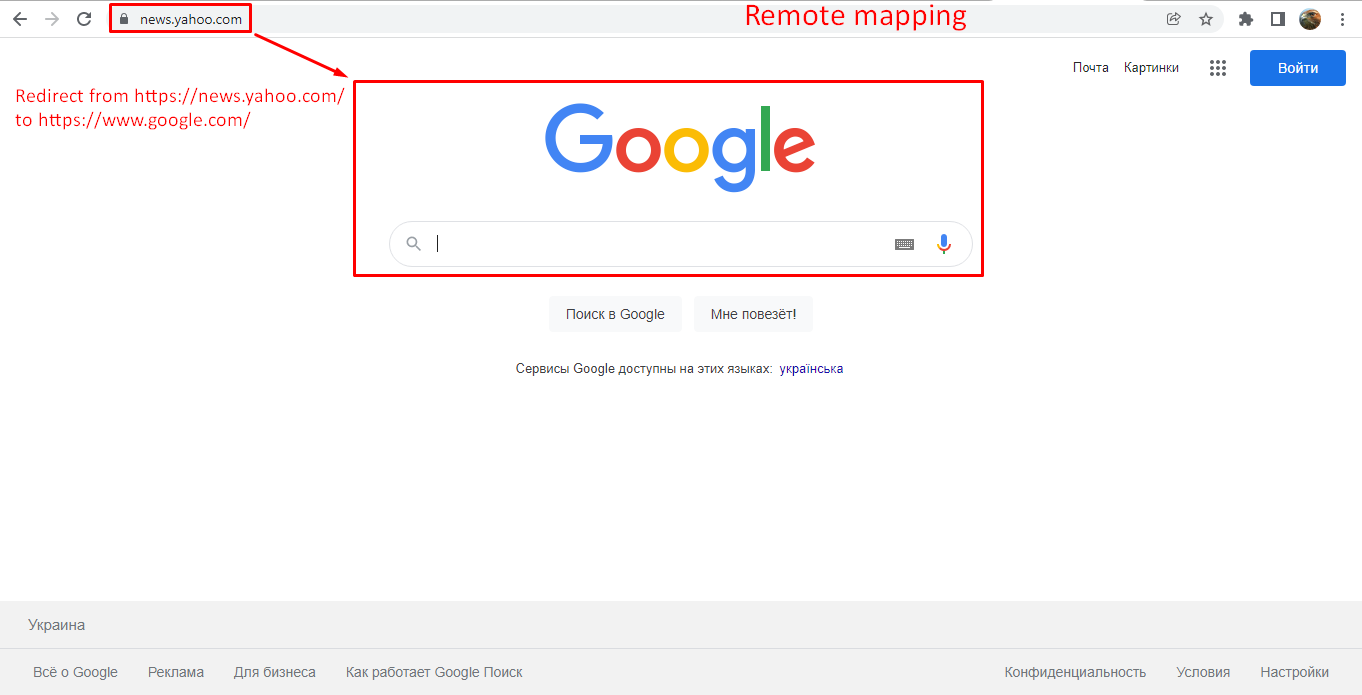 news.yahoo.com
Remote mapping
Почта Картинки Войти
Redirect from https://news.yahoo.com/
to https://www.google.com/
Google
Поиск в Google Мне повезёт!
Сервисы Google доступны на этих языках: українська
Украина
Всё о Google Реклама Для бизнеса Как работает Google Поиск Конфиденциальность Условия Настройки